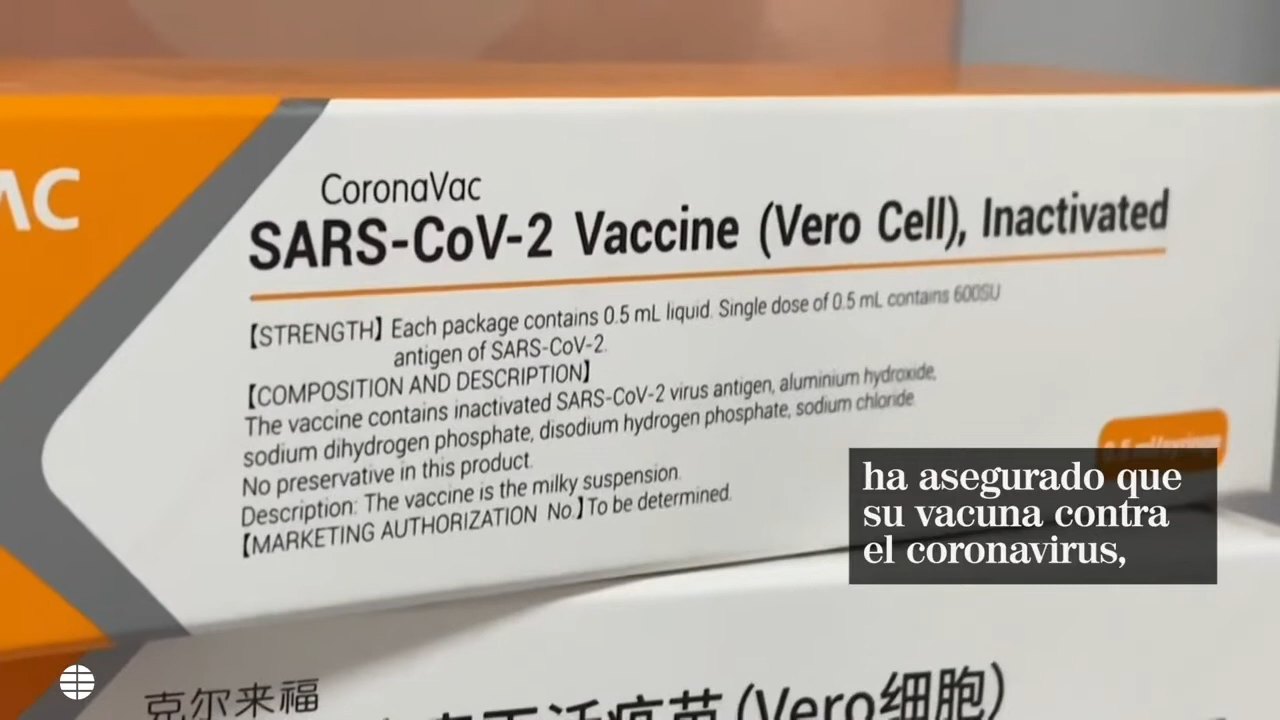 AC
CoronaVac
SARS-CoV-2 Vaccine (Vero Cell), Inactivated
【STRENGTH】 Each package contains 0.5 mL liquid. Single dose of 0.5 mL contains 600SU
antigen of SARS-CoV-2.
【COMPOSITION AND DESCRIPTION】
The vaccine contains inactivated SARS-CoV-2 virus antigen, aluminium hydroxide,
sodium dihydrogen phosphate, disodium hydrogen phosphate, sodium chloride.
No preservative in this product.
Description: The vaccine is the milky suspension.
【MARKETING AUTHORIZATION No.】To be determined.
ha asegurado que
su vacuna contra
el coronavirus,
克尔来福
灭活疫苗 (Vero细胞)